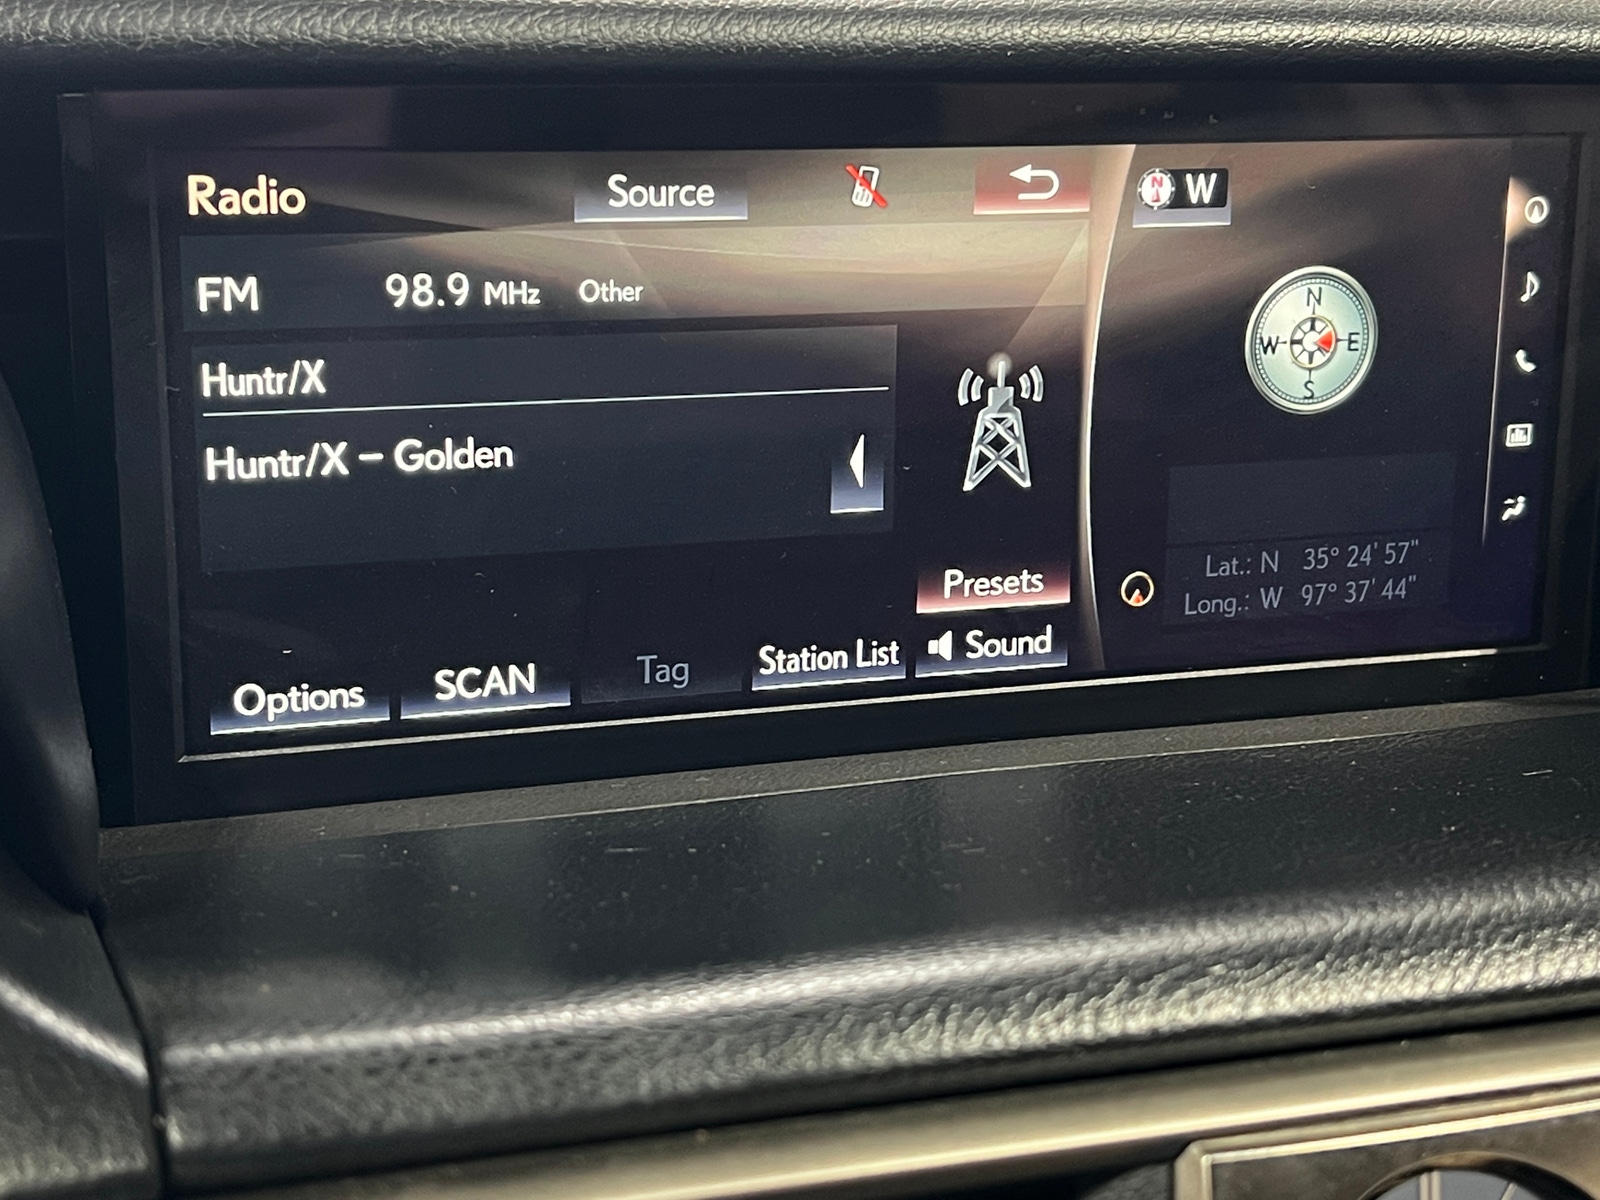 Radio
Source
W
FM 98.9 MHz Other
Huntr/X
Huntr/X – Golden
N
W E
S
Lat.: N 35° 24' 57"
Long.: W 97° 37' 44"
Presets
Options
SCAN
Tag
Station List
Sound